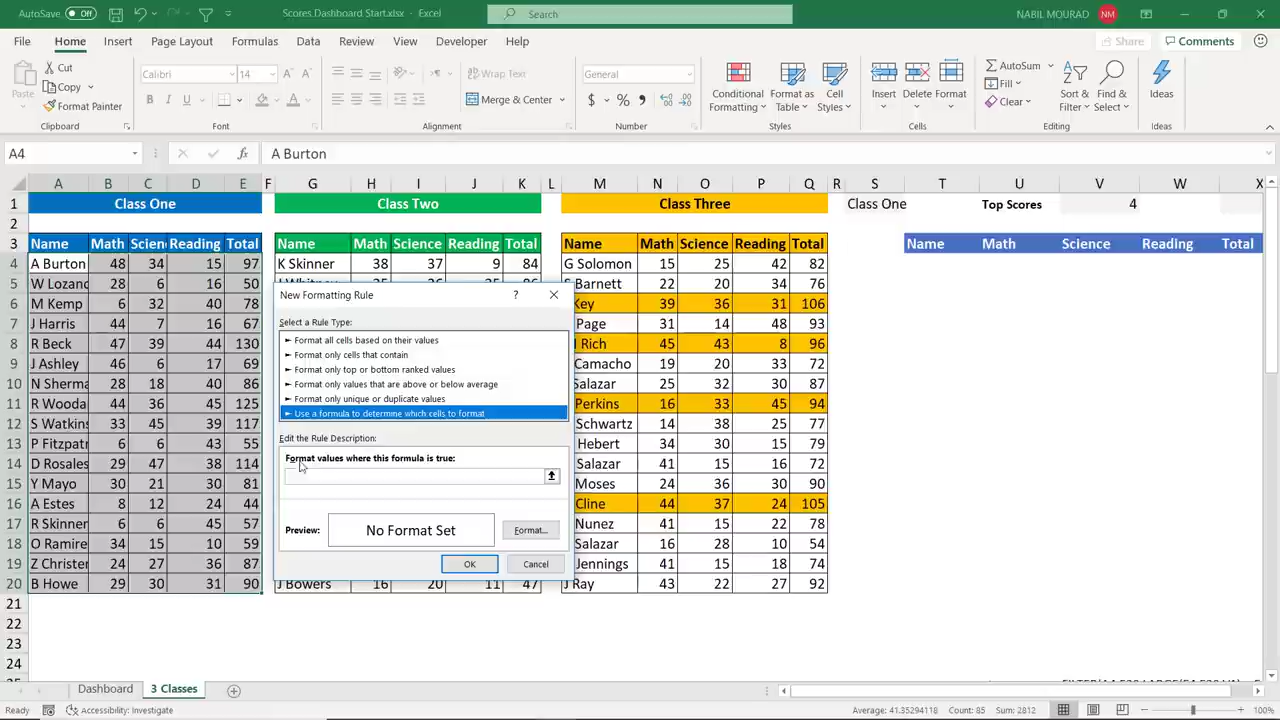 AutoSave Off Scores Dashboard Start.xlsx - Excel Search NABIL MOURAD NM
File Home Insert Page Layout Formulas Data Review View Developer Help Share Comments
Paste Cut Copy Format Painter
Calibri 14 B I U
Wrap Text Merge & Center
General $ %
Conditional Formatting Format as Table Cell Styles
Insert Delete Format
AutoSum Fill Clear Sort & Filter Find & Select Ideas
Clipboard Font Alignment Number Styles Cells Editing Ideas
A4 fx A Burton
A B C D E F G H I J K L M N O P Q R S T U V W X
1 Class One Class Two Class Three Class One Top Scores 4
2
3 Name Math Scienc Reading Total Name Math Science Reading Total Name Math Science Reading Total Name Math Science Reading Total
4 A Burton 48 34 15 97 K Skinner 38 37 9 84 G Solomon 15 25 42 82
5 W Lozano 28 6 16 50 Barnett 22 20 34 76
6 M Kemp 6 32 40 78 Key 39 36 31 106
7 J Harris 44 7 16 67 Page 31 14 48 93
8 R Beck 47 39 44 130 Rich 45 43 8 96
9 J Ashley 46 6 17 69 Camacho 19 20 33 72
10 N Sherma 28 18 40 86 Salazar 25 32 30 87
11 R Wooda 44 36 45 125 Perkins 16 33 45 94
12 S Watkins 33 45 39 117 Schwartz 14 38 25 77
13 P Fitzpatr 6 6 43 55 Hebert 34 30 15 79
14 D Rosales 29 47 38 114 Salazar 41 15 16 72
15 Y Mayo 30 21 30 81 Moses 24 36 30 90
16 A Estes 8 12 24 44 Cline 44 37 24 105
17 R Skinner 6 6 45 57 Nunez 41 15 22 78
18 O Ramire 34 15 10 59 Salazar 16 28 10 54
19 Z Christer 24 27 36 87 Jennings 41 15 18 74
20 B Howe 29 30 31 90 J Bowers 16 20 11 47 J Ray 43 22 27 92
21
22
23
24
New Formatting Rule ?
Select a Rule Type:
► Format all cells based on their values
► Format only cells that contain
► Format only top or bottom ranked values
► Format only values that are above or below average
► Format only unique or duplicate values
► Use a formula to determine which cells to format
Edit the Rule Description:
Format values where this formula is true:
Preview: No Format Set Format...
OK Cancel
Dashboard 3 Classes
Ready Accessibility: Investigate Average: 41.35294118 Count: 85 Sum: 2812 100%